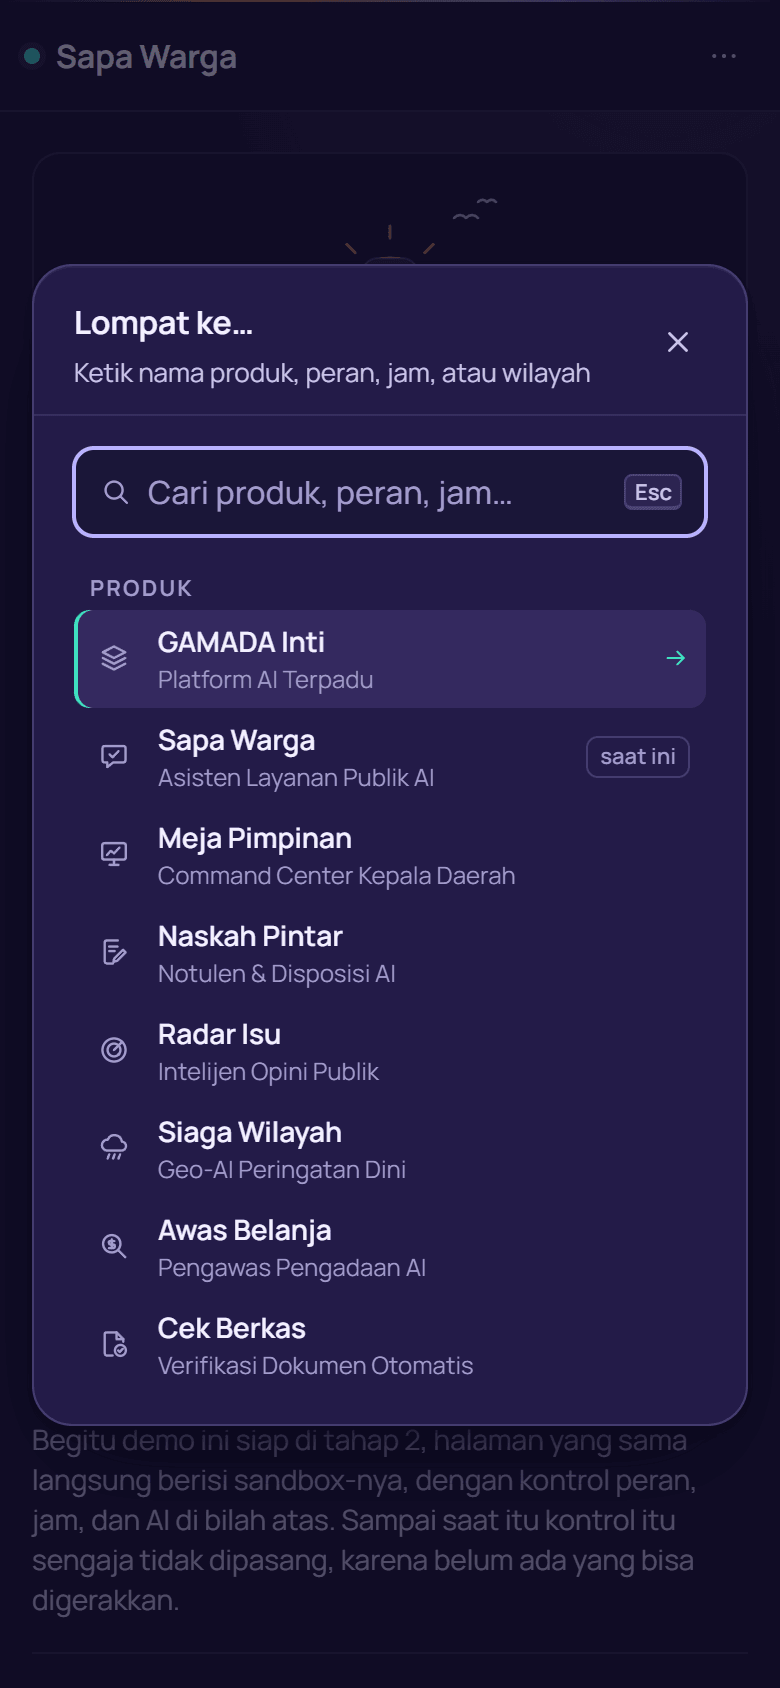 Sapa Warga
Lompat ke…
Ketik nama produk, peran, jam, atau wilayah
Cari produk, peran, jam…
Esc
PRODUK
GAMADA Inti
Platform AI Terpadu
Sapa Warga
Asisten Layanan Publik AI
saat ini
Meja Pimpinan
Command Center Kepala Daerah
Naskah Pintar
Notulen & Disposisi AI
Radar Isu
Intelijen Opini Publik
Siaga Wilayah
Geo-AI Peringatan Dini
Awas Belanja
Pengawas Pengadaan AI
Cek Berkas
Verifikasi Dokumen Otomatis
Begitu demo ini siap di tahap 2, halaman yang sama
langsung berisi sandbox-nya, dengan kontrol peran,
jam, dan AI di bilah atas. Sampai saat itu kontrol itu
sengaja tidak dipasang, karena belum ada yang bisa
digerakkan.